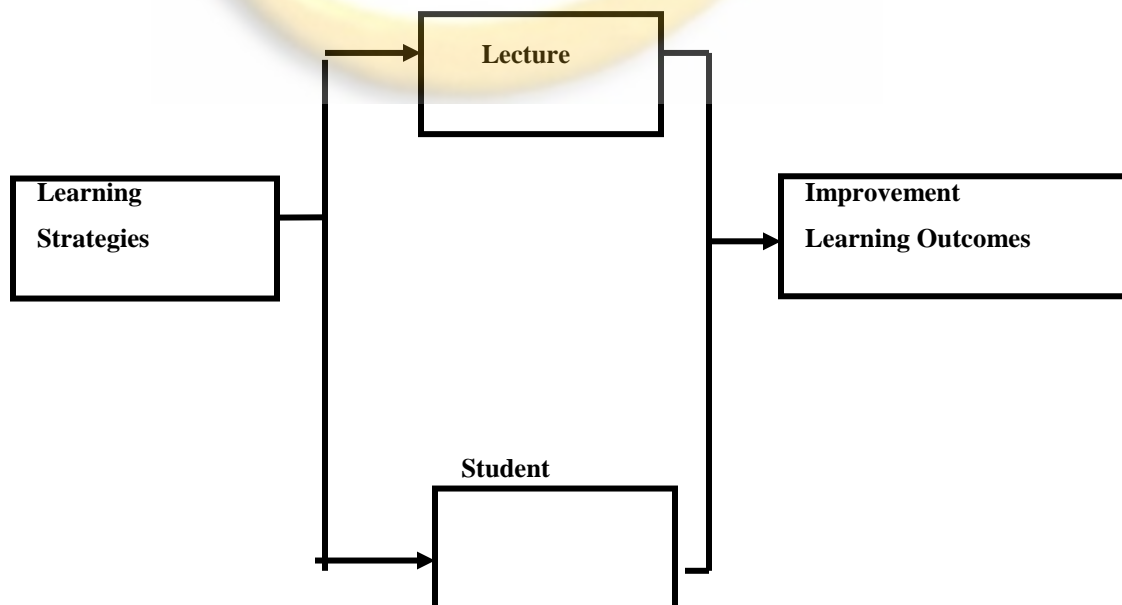 Lecture
Learning
Strategies
Improvement
Learning Outcomes
Student